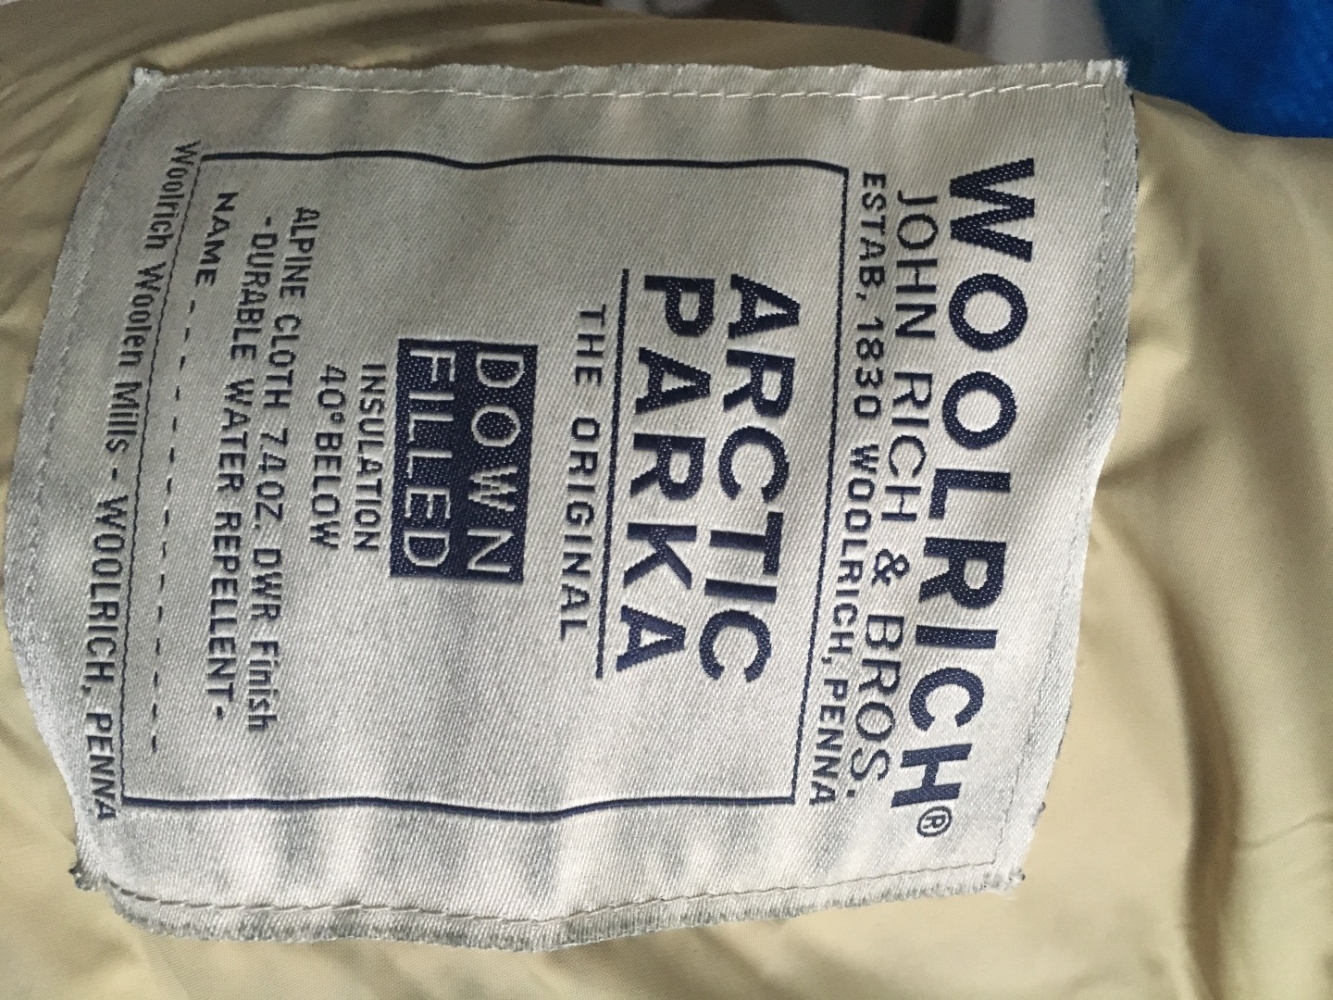 WOOLRICH®
JOHN RICH & BROS.
ESTAB, 1830 WOOLRICH, PENNA
ARCTIC
PARKA
THE ORIGINAL
DOWN
FILLED
INSULATION
40° BELOW
ALPINE CLOTH 7.4 OZ. DWR Finish
-DURABLE WATER REPELLENT-
NAME
Woolrich Woolen Mills - WOOLRICH, PENNA